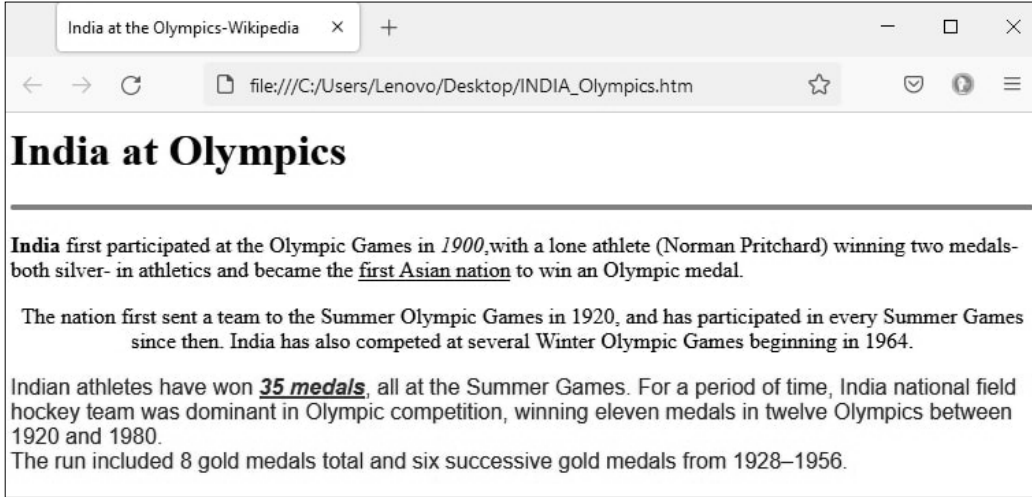 India at the Olympics-Wikipedia
file:///C:/Users/Lenovo/Desktop/INDIA_Olympics.htm
India at Olympics
India first participated at the Olympic Games in 1900,with a lone athlete (Norman Pritchard) winning two medals-
both silver- in athletics and became the first Asian nation to win an Olympic medal.
The nation first sent a team to the Summer Olympic Games in 1920, and has participated in every Summer Games
since then. India has also competed at several Winter Olympic Games beginning in 1964.
Indian athletes have won 35 medals, all at the Summer Games. For a period of time, India national field
hockey team was dominant in Olympic competition, winning eleven medals in twelve Olympics between
1920 and 1980.
The run included 8 gold medals total and six successive gold medals from 1928–1956.